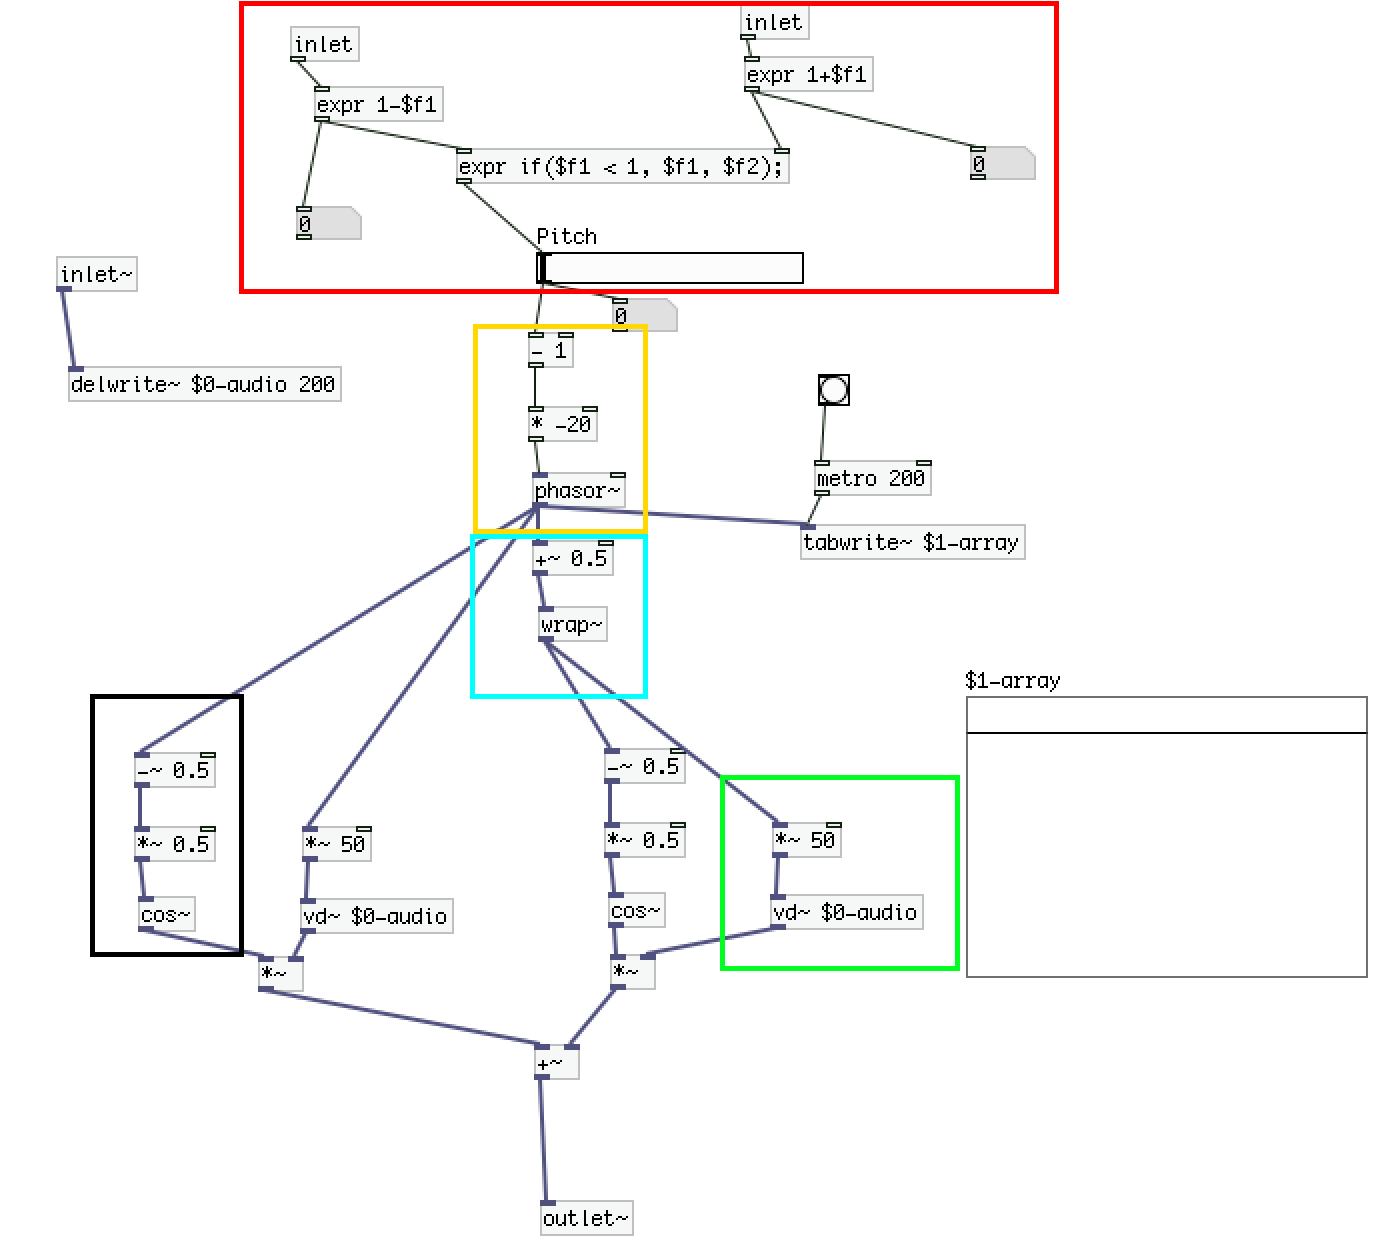 inlet
inlet
expr 1+$f1
expr 1-$f1
expr if($f1 < 1, $f1, $f2);
0
0
Pitch
inlet~
0
- 1
delwrite~ $0-audio 200
* -20
metro 200
phasor~
tabwrite~ $1-array
+~ 0.5
wrap~
$1-array
-~ 0.5
-~ 0.5
*~ 0.5
*~ 50
*~ 0.5
*~ 50
cos~
vd~ $0-audio
cos~
vd~ $0-audio
*~
*~
+~
outlet~